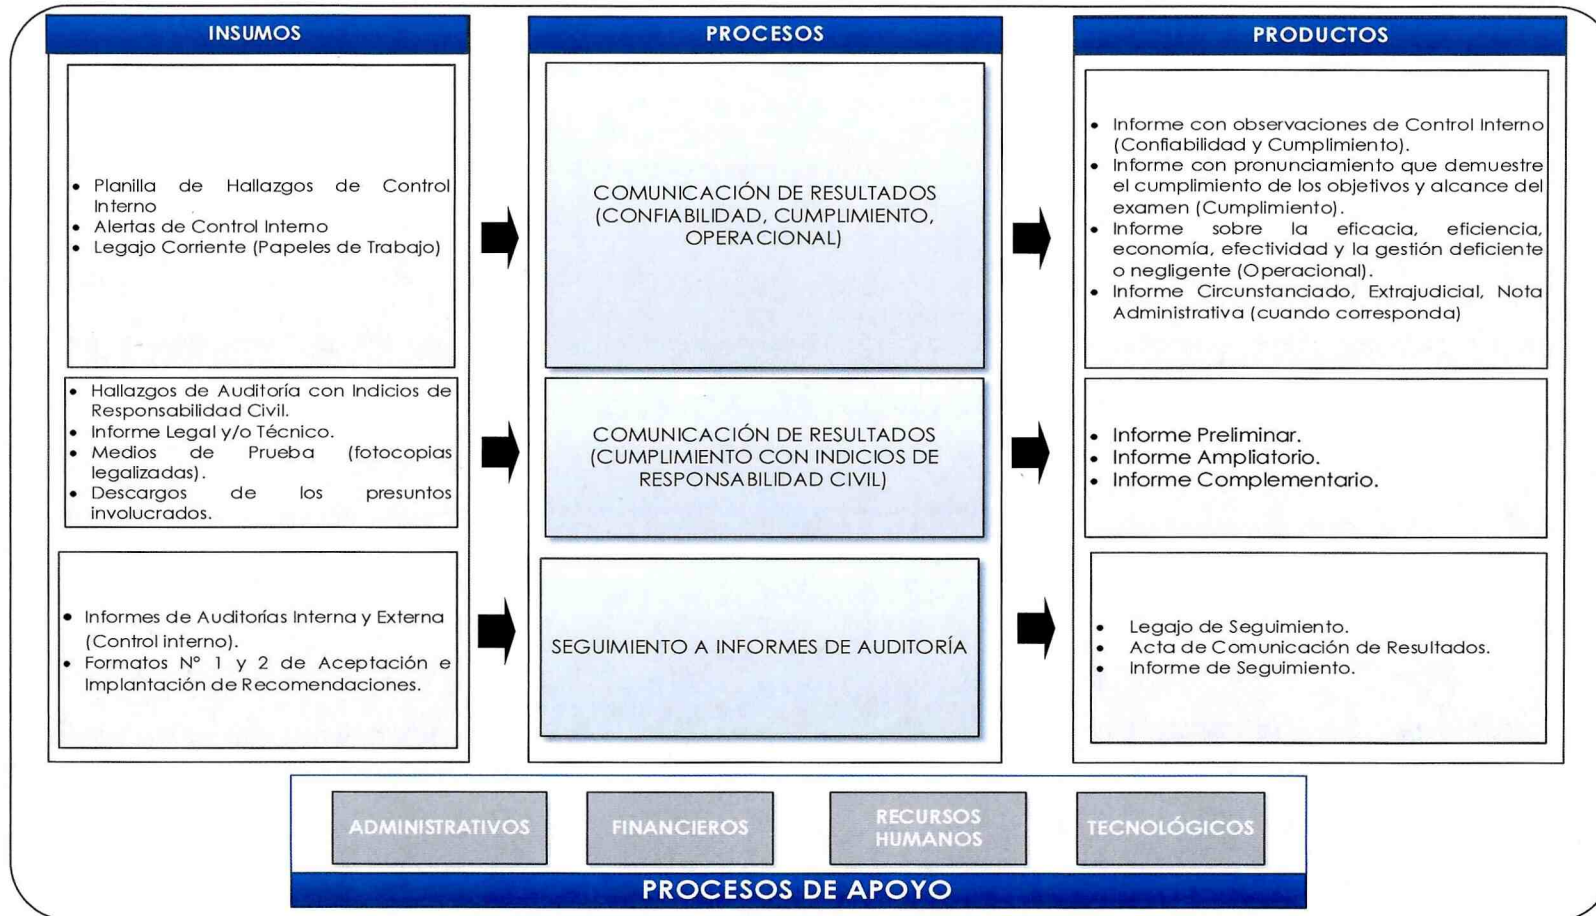 INSUMOS
• Planilla de Hallazgos de Control
Interno
• Alertas de Control Interno
• Legajo Corriente (Papeles de Trabajo)
• Hallazgos de Auditoría con Indicios de
Responsabilidad Civil.
• Informe Legal y/o Técnico.
• Medios de Prueba (fotocopias
legalizadas).
• Descargos de los presuntos
involucrados.
• Informes de Auditorías Interna y Externa
(Control interno).
• Formatos N° 1 y 2 de Aceptación e
Implantación de Recomendaciones.
PROCESOS
COMUNICACIÓN DE RESULTADOS
(CONFIABILIDAD, CUMPLIMIENTO,
OPERACIONAL)
COMUNICACIÓN DE RESULTADOS
(CUMPLIMIENTO CON INDICIOS DE
RESPONSABILIDAD CIVIL)
SEGUIMIENTO A INFORMES DE AUDITORÍA
PRODUCTOS
• Informe con observaciones de Control Interno
(Confiabilidad y Cumplimiento).
• Informe con pronunciamiento que demuestre
el cumplimiento de los objetivos y alcance del
examen (Cumplimiento).
• Informe sobre la eficacia, eficiencia,
economía, efectividad y la gestión deficiente
o negligente (Operacional).
• Informe Circunstanciado, Extrajudicial, Nota
Administrativa (cuando corresponda)
• Informe Preliminar.
• Informe Ampliatorio.
• Informe Complementario.
• Legajo de Seguimiento.
• Acta de Comunicación de Resultados.
• Informe de Seguimiento.
ADMINISTRATIVOS
FINANCIEROS
RECURSOS
HUMANOS
TECNOLÓGICOS
PROCESOS DE APOYO